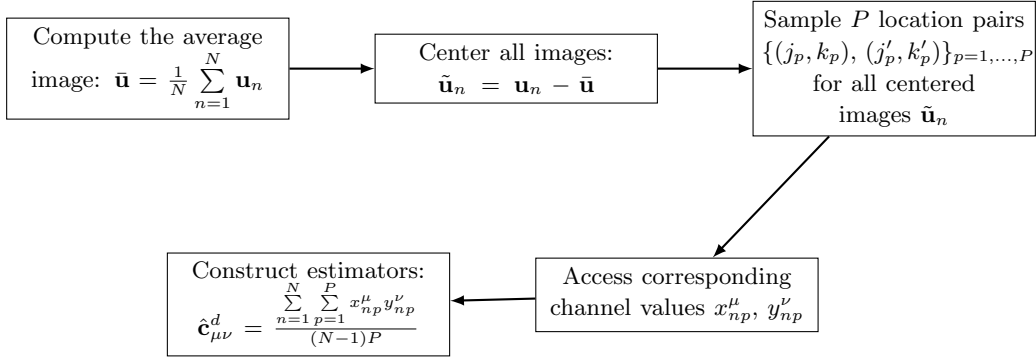 Compute the average
image: ū = 1/N ∑_{n=1}^{N} u_n
Center all images:
ũ_n = u_n − ū
Sample P location pairs
{(j_p, k_p), (j′_p, k′_p)}_{p=1,...,P}
for all centered
images ũ_n
Access corresponding
channel values x^μ_{np}, y^ν_{np}
Construct estimators:
ĉ^d_{μν} = (∑_{n=1}^{N} ∑_{p=1}^{P} x^μ_{np} y^ν_{np}) / ((N−1)P)